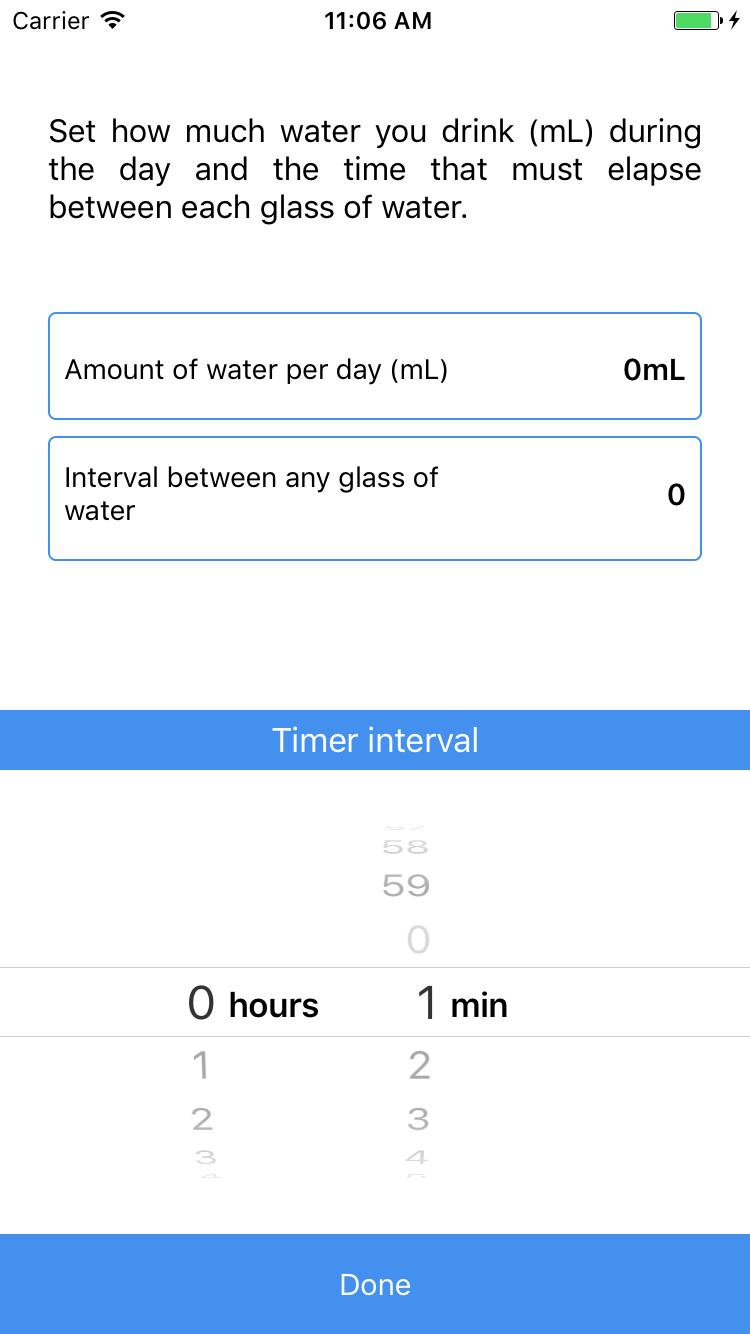 Carrier 11:06 AM
Set how much water you drink (mL) during
the day and the time that must elapse
between each glass of water.
Amount of water per day (mL) 0mL
Interval between any glass of
water
0
Timer interval
58
59
0
0 hours 1 min
1 2
2 3
3 4